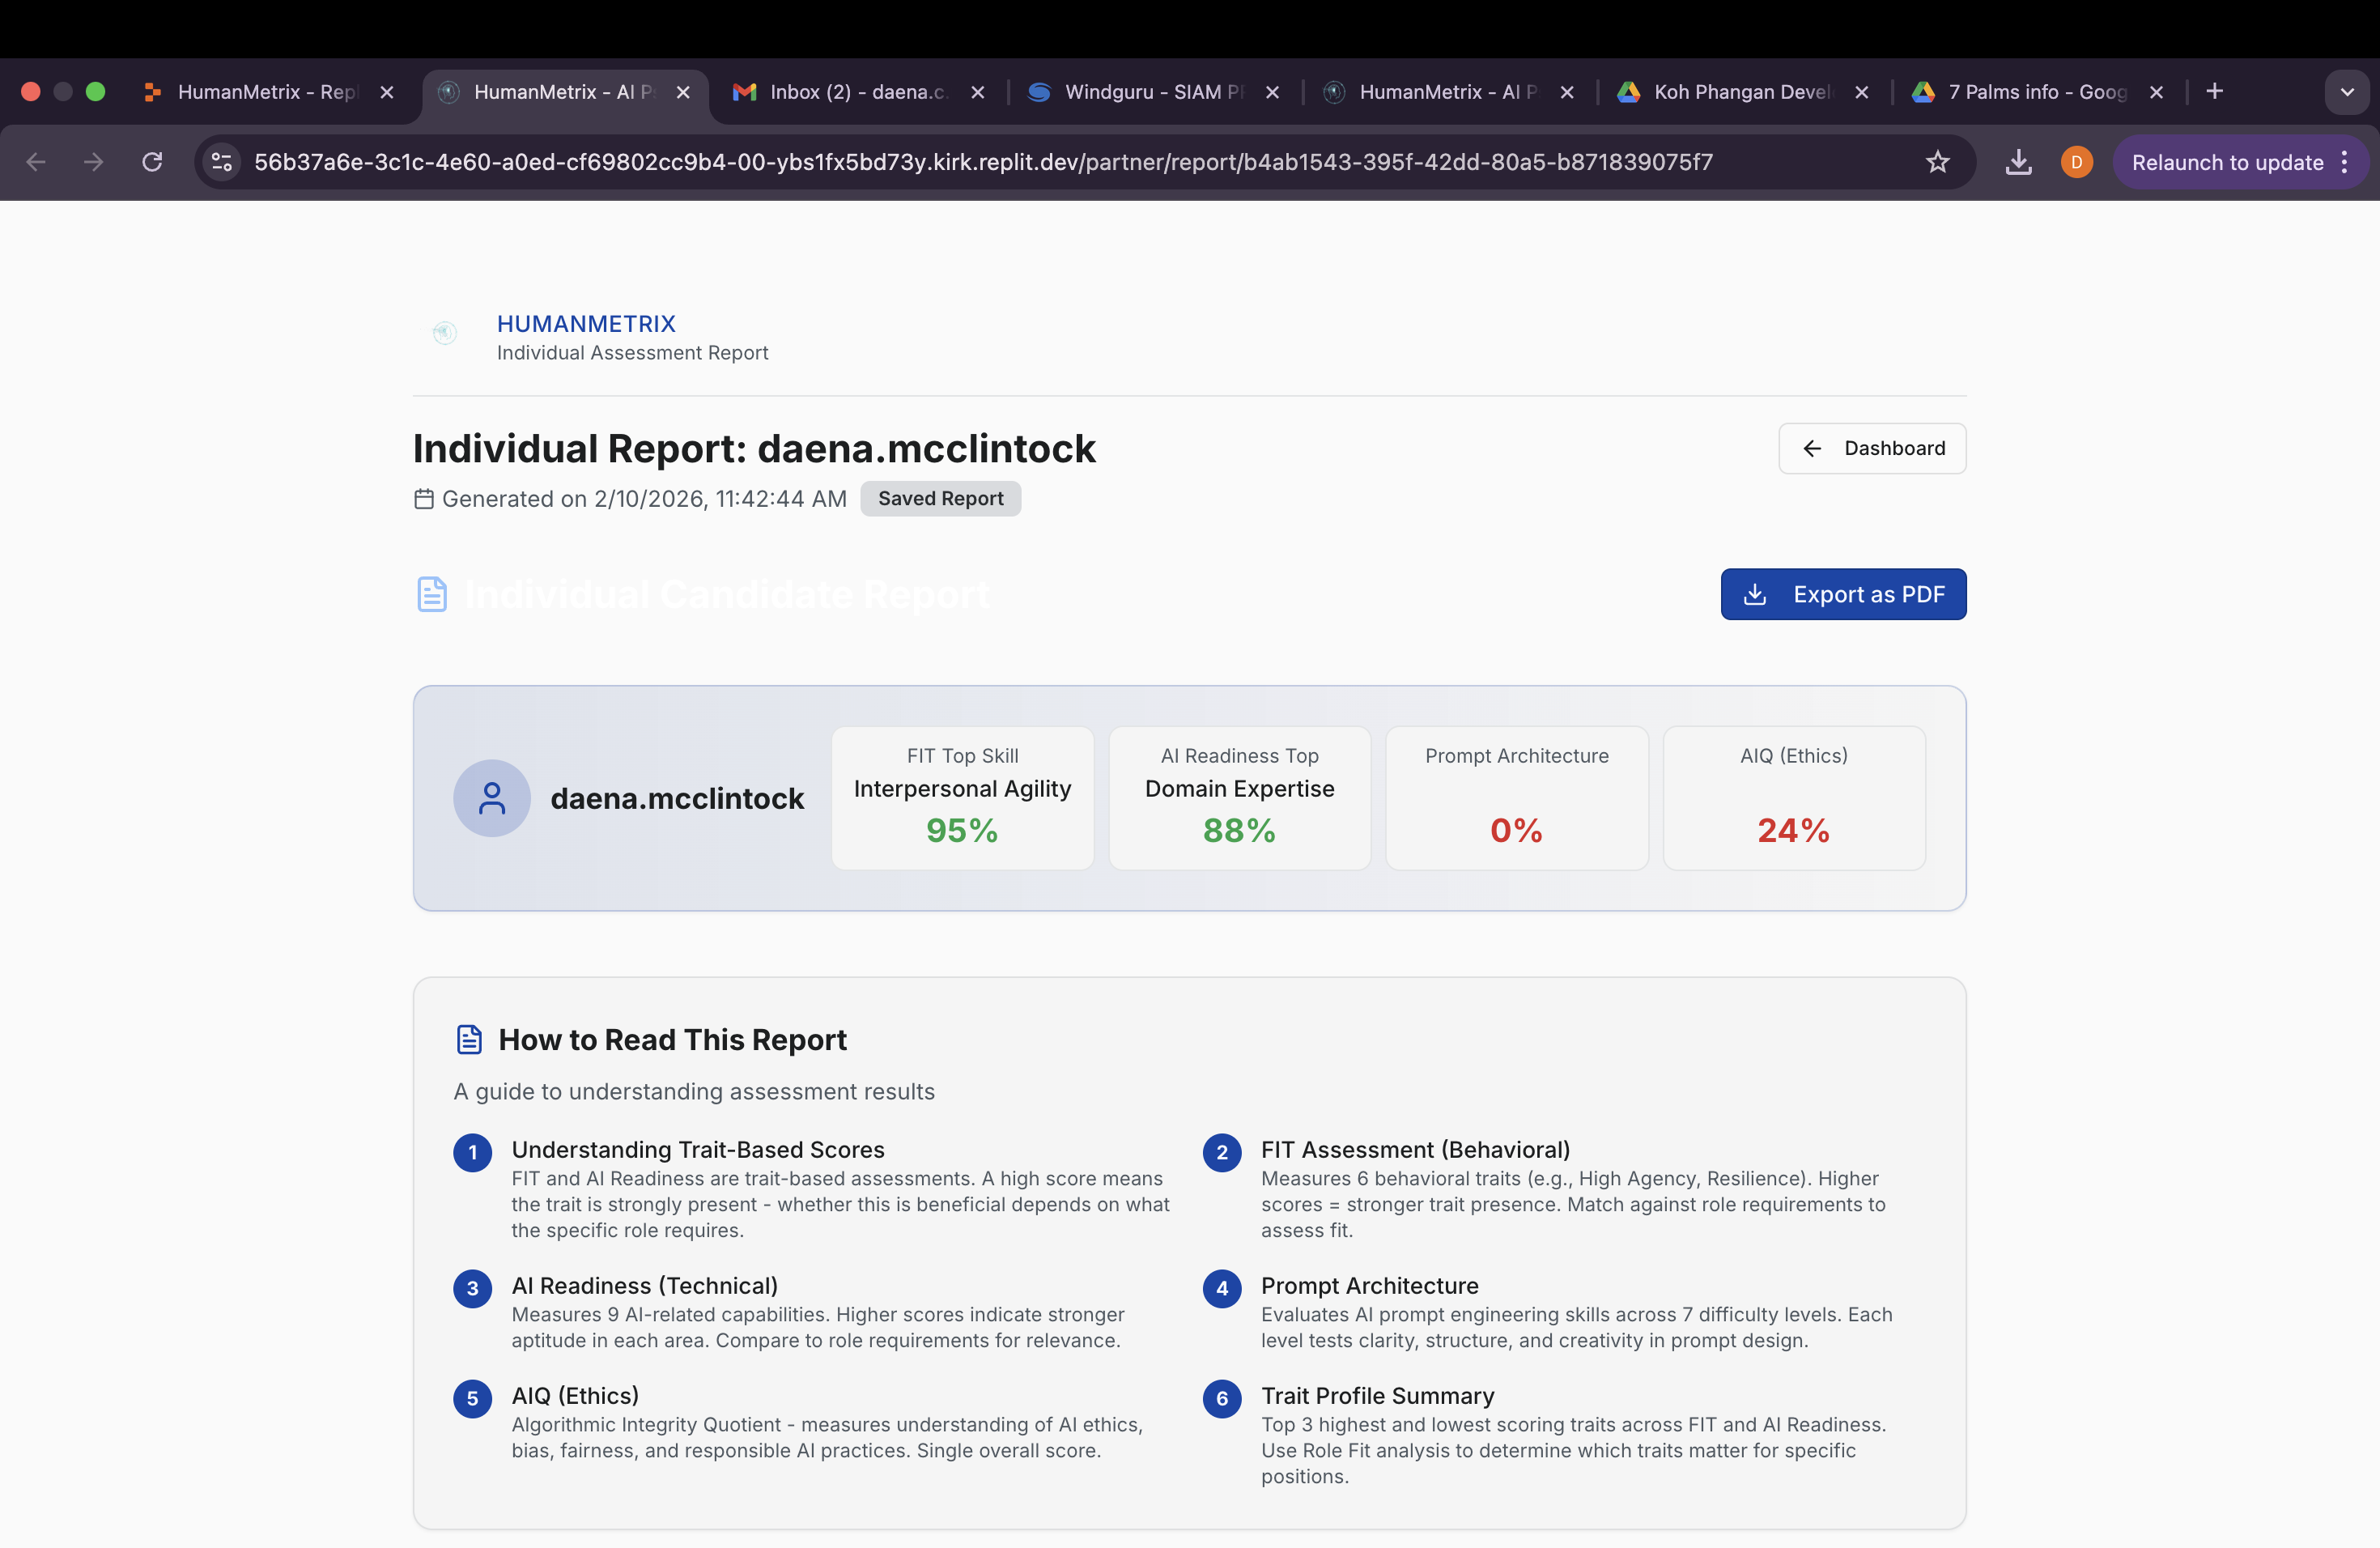 HumanMetrix - Repl
HumanMetrix - AI P
Inbox (2) - daena.c
Windguru - SIAM P
HumanMetrix - AI P
Koh Phangan Devel
7 Palms info - Goog
56b37a6e-3c1c-4e60-a0ed-cf69802cc9b4-00-ybs1fx5bd73y.kirk.replit.dev/partner/report/b4ab1543-395f-42dd-80a5-b871839075f7
D
Relaunch to update
HUMANMETRIX
Individual Assessment Report
Individual Report: daena.mcclintock
Dashboard
Generated on 2/10/2026, 11:42:44 AM
Saved Report
Individual Candidate Report
Export as PDF
daena.mcclintock
FIT Top Skill
Interpersonal Agility
95%
AI Readiness Top
Domain Expertise
88%
Prompt Architecture
0%
AIQ (Ethics)
24%
How to Read This Report
A guide to understanding assessment results
1
Understanding Trait-Based Scores
FIT and AI Readiness are trait-based assessments. A high score means
the trait is strongly present - whether this is beneficial depends on what
the specific role requires.
2
FIT Assessment (Behavioral)
Measures 6 behavioral traits (e.g., High Agency, Resilience). Higher
scores = stronger trait presence. Match against role requirements to
assess fit.
3
AI Readiness (Technical)
Measures 9 AI-related capabilities. Higher scores indicate stronger
aptitude in each area. Compare to role requirements for relevance.
4
Prompt Architecture
Evaluates AI prompt engineering skills across 7 difficulty levels. Each
level tests clarity, structure, and creativity in prompt design.
5
AIQ (Ethics)
Algorithmic Integrity Quotient - measures understanding of AI ethics,
bias, fairness, and responsible AI practices. Single overall score.
6
Trait Profile Summary
Top 3 highest and lowest scoring traits across FIT and AI Readiness.
Use Role Fit analysis to determine which traits matter for specific
positions.